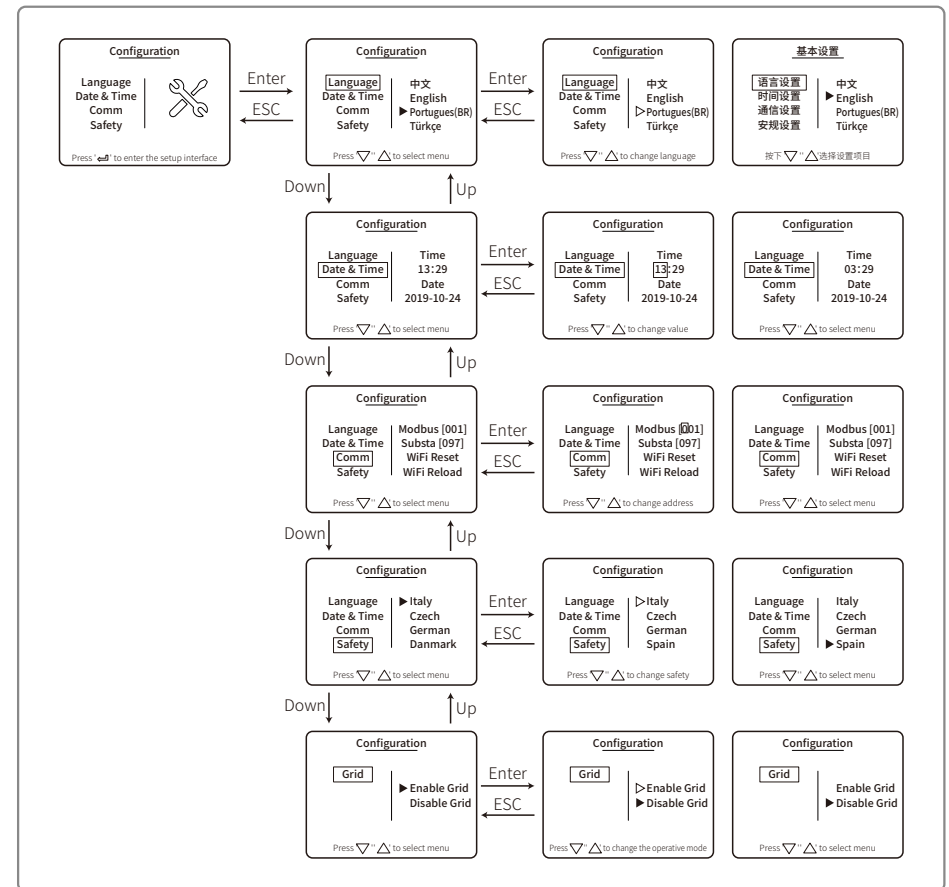 Configuration
Language
Date & Time
Comm
Safety
Press ' ' to enter the setup interface
Enter
ESC
Configuration
Language
Date & Time
Comm
Safety
中文
English
Portugues(BR)
Türkçe
Press ▽'' △' to select menu
Enter
ESC
Configuration
Language
Date & Time
Comm
Safety
中文
English
Portugues(BR)
Türkçe
Press ▽'' △' to change language
基本设置
语言设置
时间设置
通信设置
安规设置
中文
English
Portugues(BR)
Türkçe
按下 ▽'' △'选择设置项目
Down
Up
Configuration
Language
Date & Time
Comm
Safety
Time
13:29
Date
2019-10-24
Press ▽'' △' to select menu
Enter
ESC
Configuration
Language
Date & Time
Comm
Safety
Time
13:29
Date
2019-10-24
Press ▽'' △' to change value
Configuration
Language
Date & Time
Comm
Safety
Time
03:29
Date
2019-10-24
Press ▽'' △' to select menu
Down
Up
Configuration
Language
Date & Time
Comm
Safety
Modbus [001]
Substa [097]
WiFi Reset
WiFi Reload
Press ▽'' △' to select menu
Enter
ESC
Configuration
Language
Date & Time
Comm
Safety
Modbus [001]
Substa [097]
WiFi Reset
WiFi Reload
Press ▽'' △' to change address
Configuration
Language
Date & Time
Comm
Safety
Modbus [001]
Substa [097]
WiFi Reset
WiFi Reload
Press ▽'' △' to select menu
Down
Up
Configuration
Language
Date & Time
Comm
Safety
Italy
Czech
German
Danmark
Press ▽'' △' to select menu
Enter
ESC
Configuration
Language
Date & Time
Comm
Safety
Italy
Czech
German
Spain
Press ▽'' △' to change safety
Configuration
Language
Date & Time
Comm
Safety
Italy
Czech
German
Spain
Press ▽'' △' to select menu
Down
Up
Configuration
Grid
Enable Grid
Disable Grid
Press ▽'' △' to select menu
Enter
ESC
Configuration
Grid
Enable Grid
Disable Grid
Press ▽'' △' to change the operative mode
Configuration
Grid
Enable Grid
Disable Grid
Press ▽'' △' to select menu